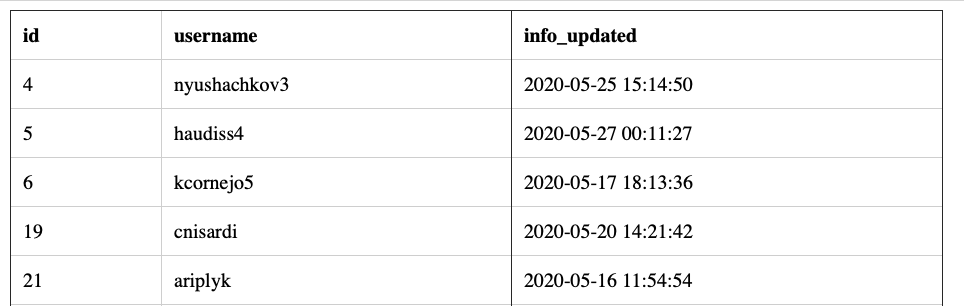 id username info_updated
4 nyushachkov3 2020-05-25 15:14:50
5 haudiss4 2020-05-27 00:11:27
6 kcornejo5 2020-05-17 18:13:36
19 cnisardi 2020-05-20 14:21:42
21 ariplyk 2020-05-16 11:54:54